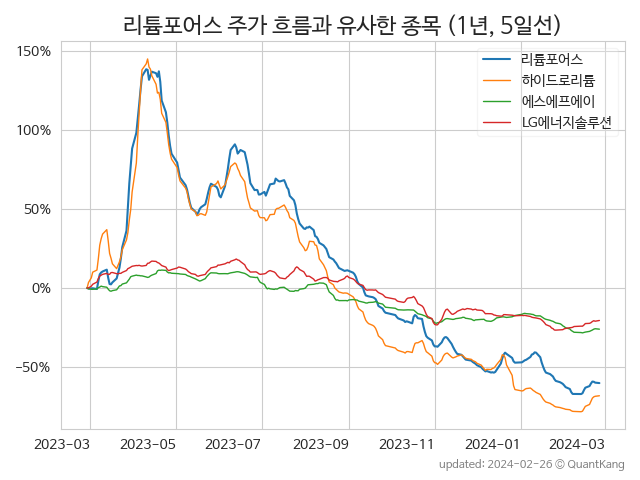 리튬포어스 주가 흐름과 유사한 종목 (1년, 5일선)
150%
100%
50%
0%
−50%
리튬포어스
하이드로리튬
에스에프에이
LG에너지솔루션
2023-03 2023-05 2023-07 2023-09 2023-11 2024-01 2024-03
updated: 2024-02-26 © QuantKang